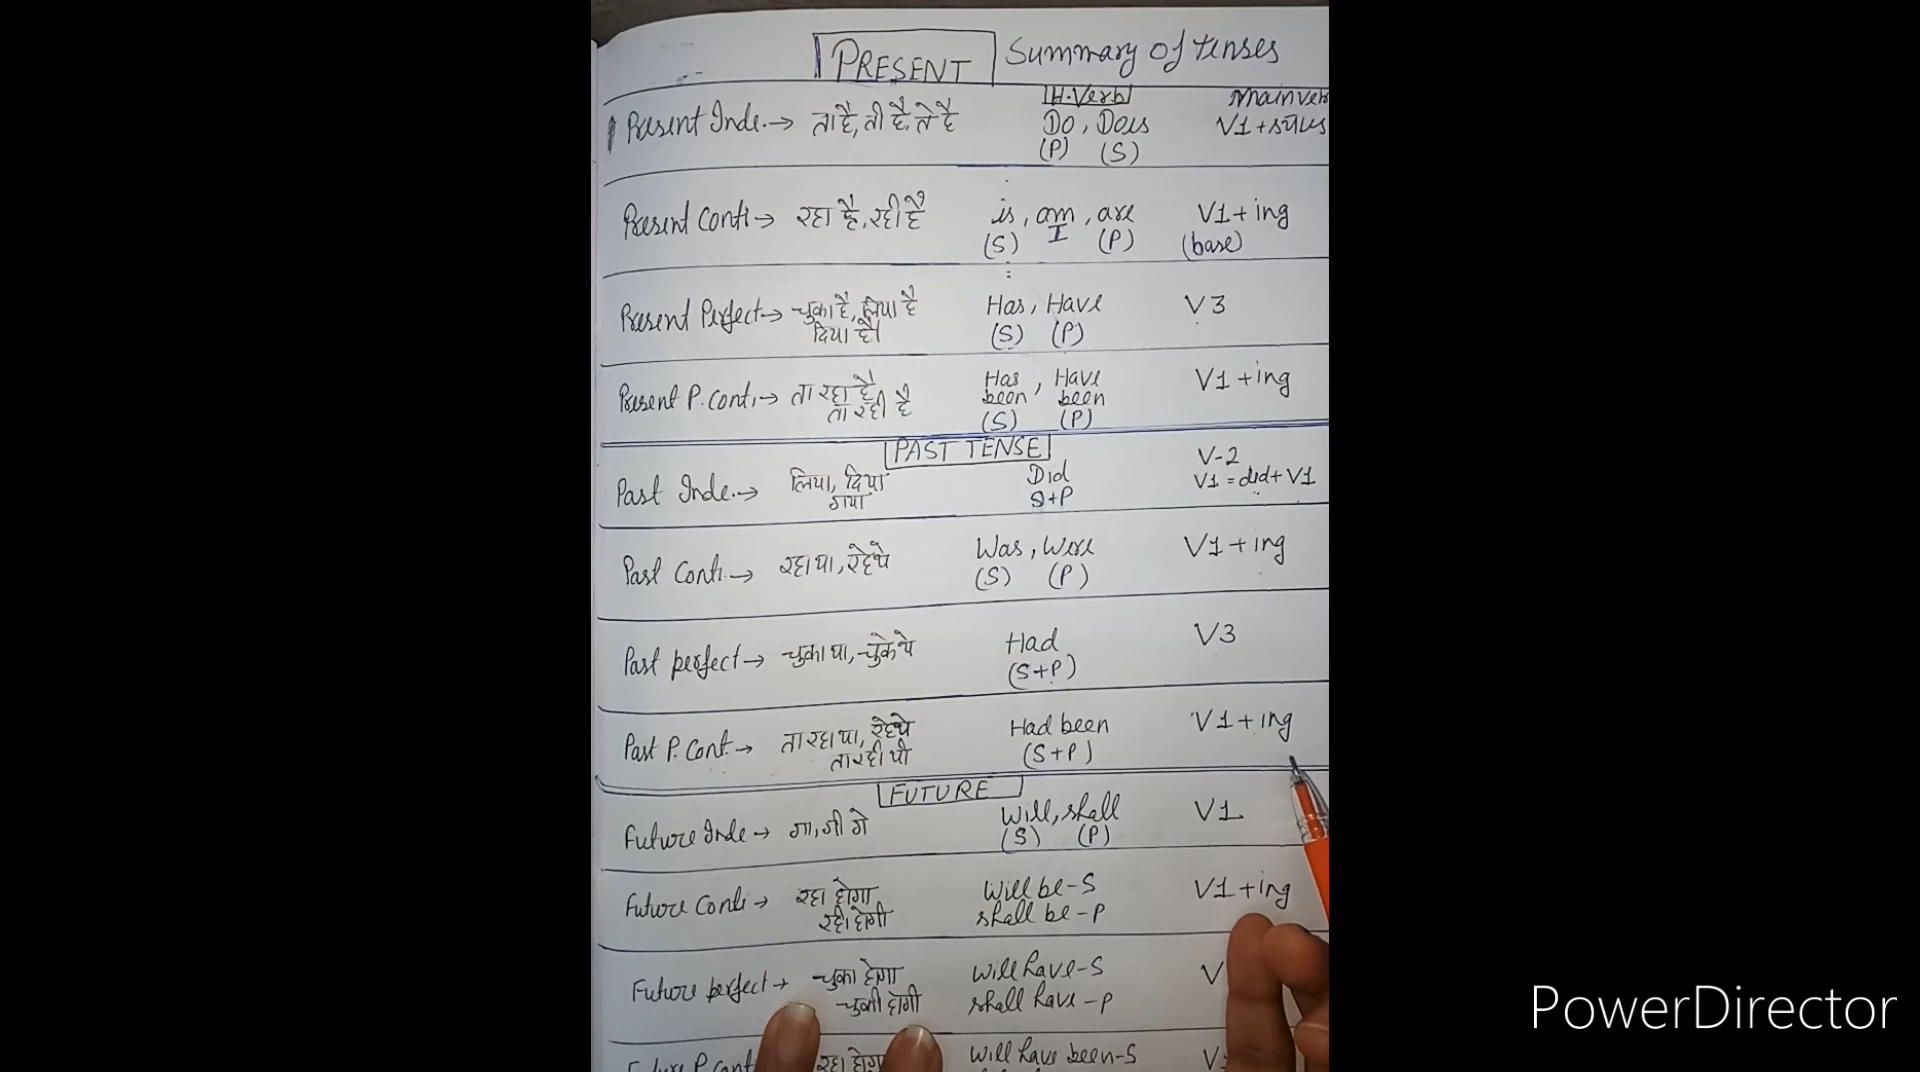 PRESENT Summary of tenses
H.Verb
Present Inde. → ता है, ती है, ते है Do, Does V1 +
(P) (S)
Present Conti → रहा है, रही है is, am, are V1 + ing
(S) I (P) (base)
Present Perfect → चुका है, लिया है Has, Have V3
दिया है। (S) (P)
Present P. Conti → ता रहा है Has been, Have been V1 + ing
ता रही है (S) (P)
PAST TENSE
Past Inde. → लिया, दिया Did V-2
गया S+P V1 = did + V1
Past Conti. → रहा था, रहे थे Was, Were V1 + ing
(S) (P)
Past perfect → चुका था, चुके थे Had V3
(S+P)
Past P. Cont → ता रहा था, रहे थे Had been V1 + ing
ता रही थी (S+P)
FUTURE
Future Inde → गा, गी गे Will, shall V1
(S) (P)
Future Conti → रहा होगा Will be-S V1 + ing
रही होगी shall be-P
Future perfect → चुका होगा will have-S V
चुकी होगी shall have-P
Future P. Conti रहा होगा will have been-S V
PowerDirector